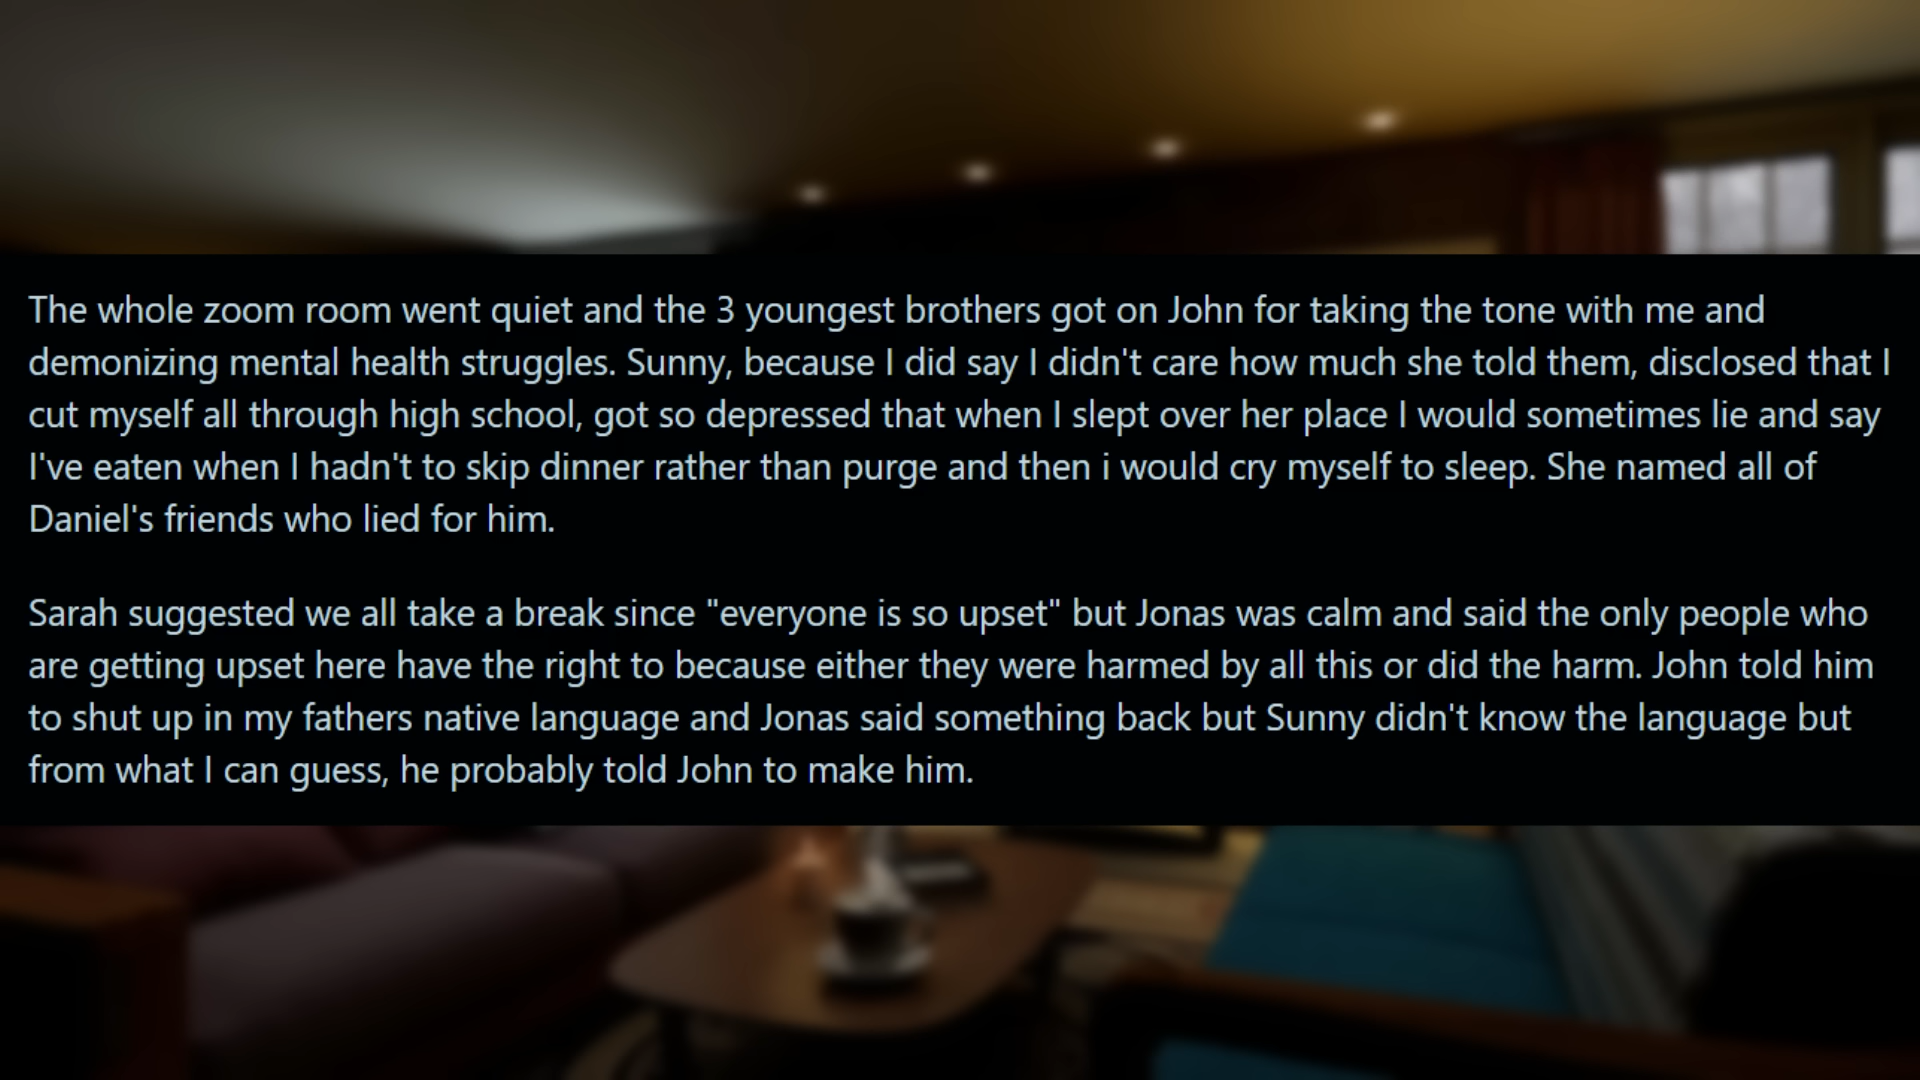 The whole zoom room went quiet and the 3 youngest brothers got on John for taking the tone with me and
demonizing mental health struggles. Sunny, because I did say I didn't care how much she told them, disclosed that I
cut myself all through high school, got so depressed that when I slept over her place I would sometimes lie and say
I've eaten when I hadn't to skip dinner rather than purge and then i would cry myself to sleep. She named all of
Daniel's friends who lied for him.
Sarah suggested we all take a break since "everyone is so upset" but Jonas was calm and said the only people who
are getting upset here have the right to because either they were harmed by all this or did the harm. John told him
to shut up in my fathers native language and Jonas said something back but Sunny didn't know the language but
from what I can guess, he probably told John to make him.